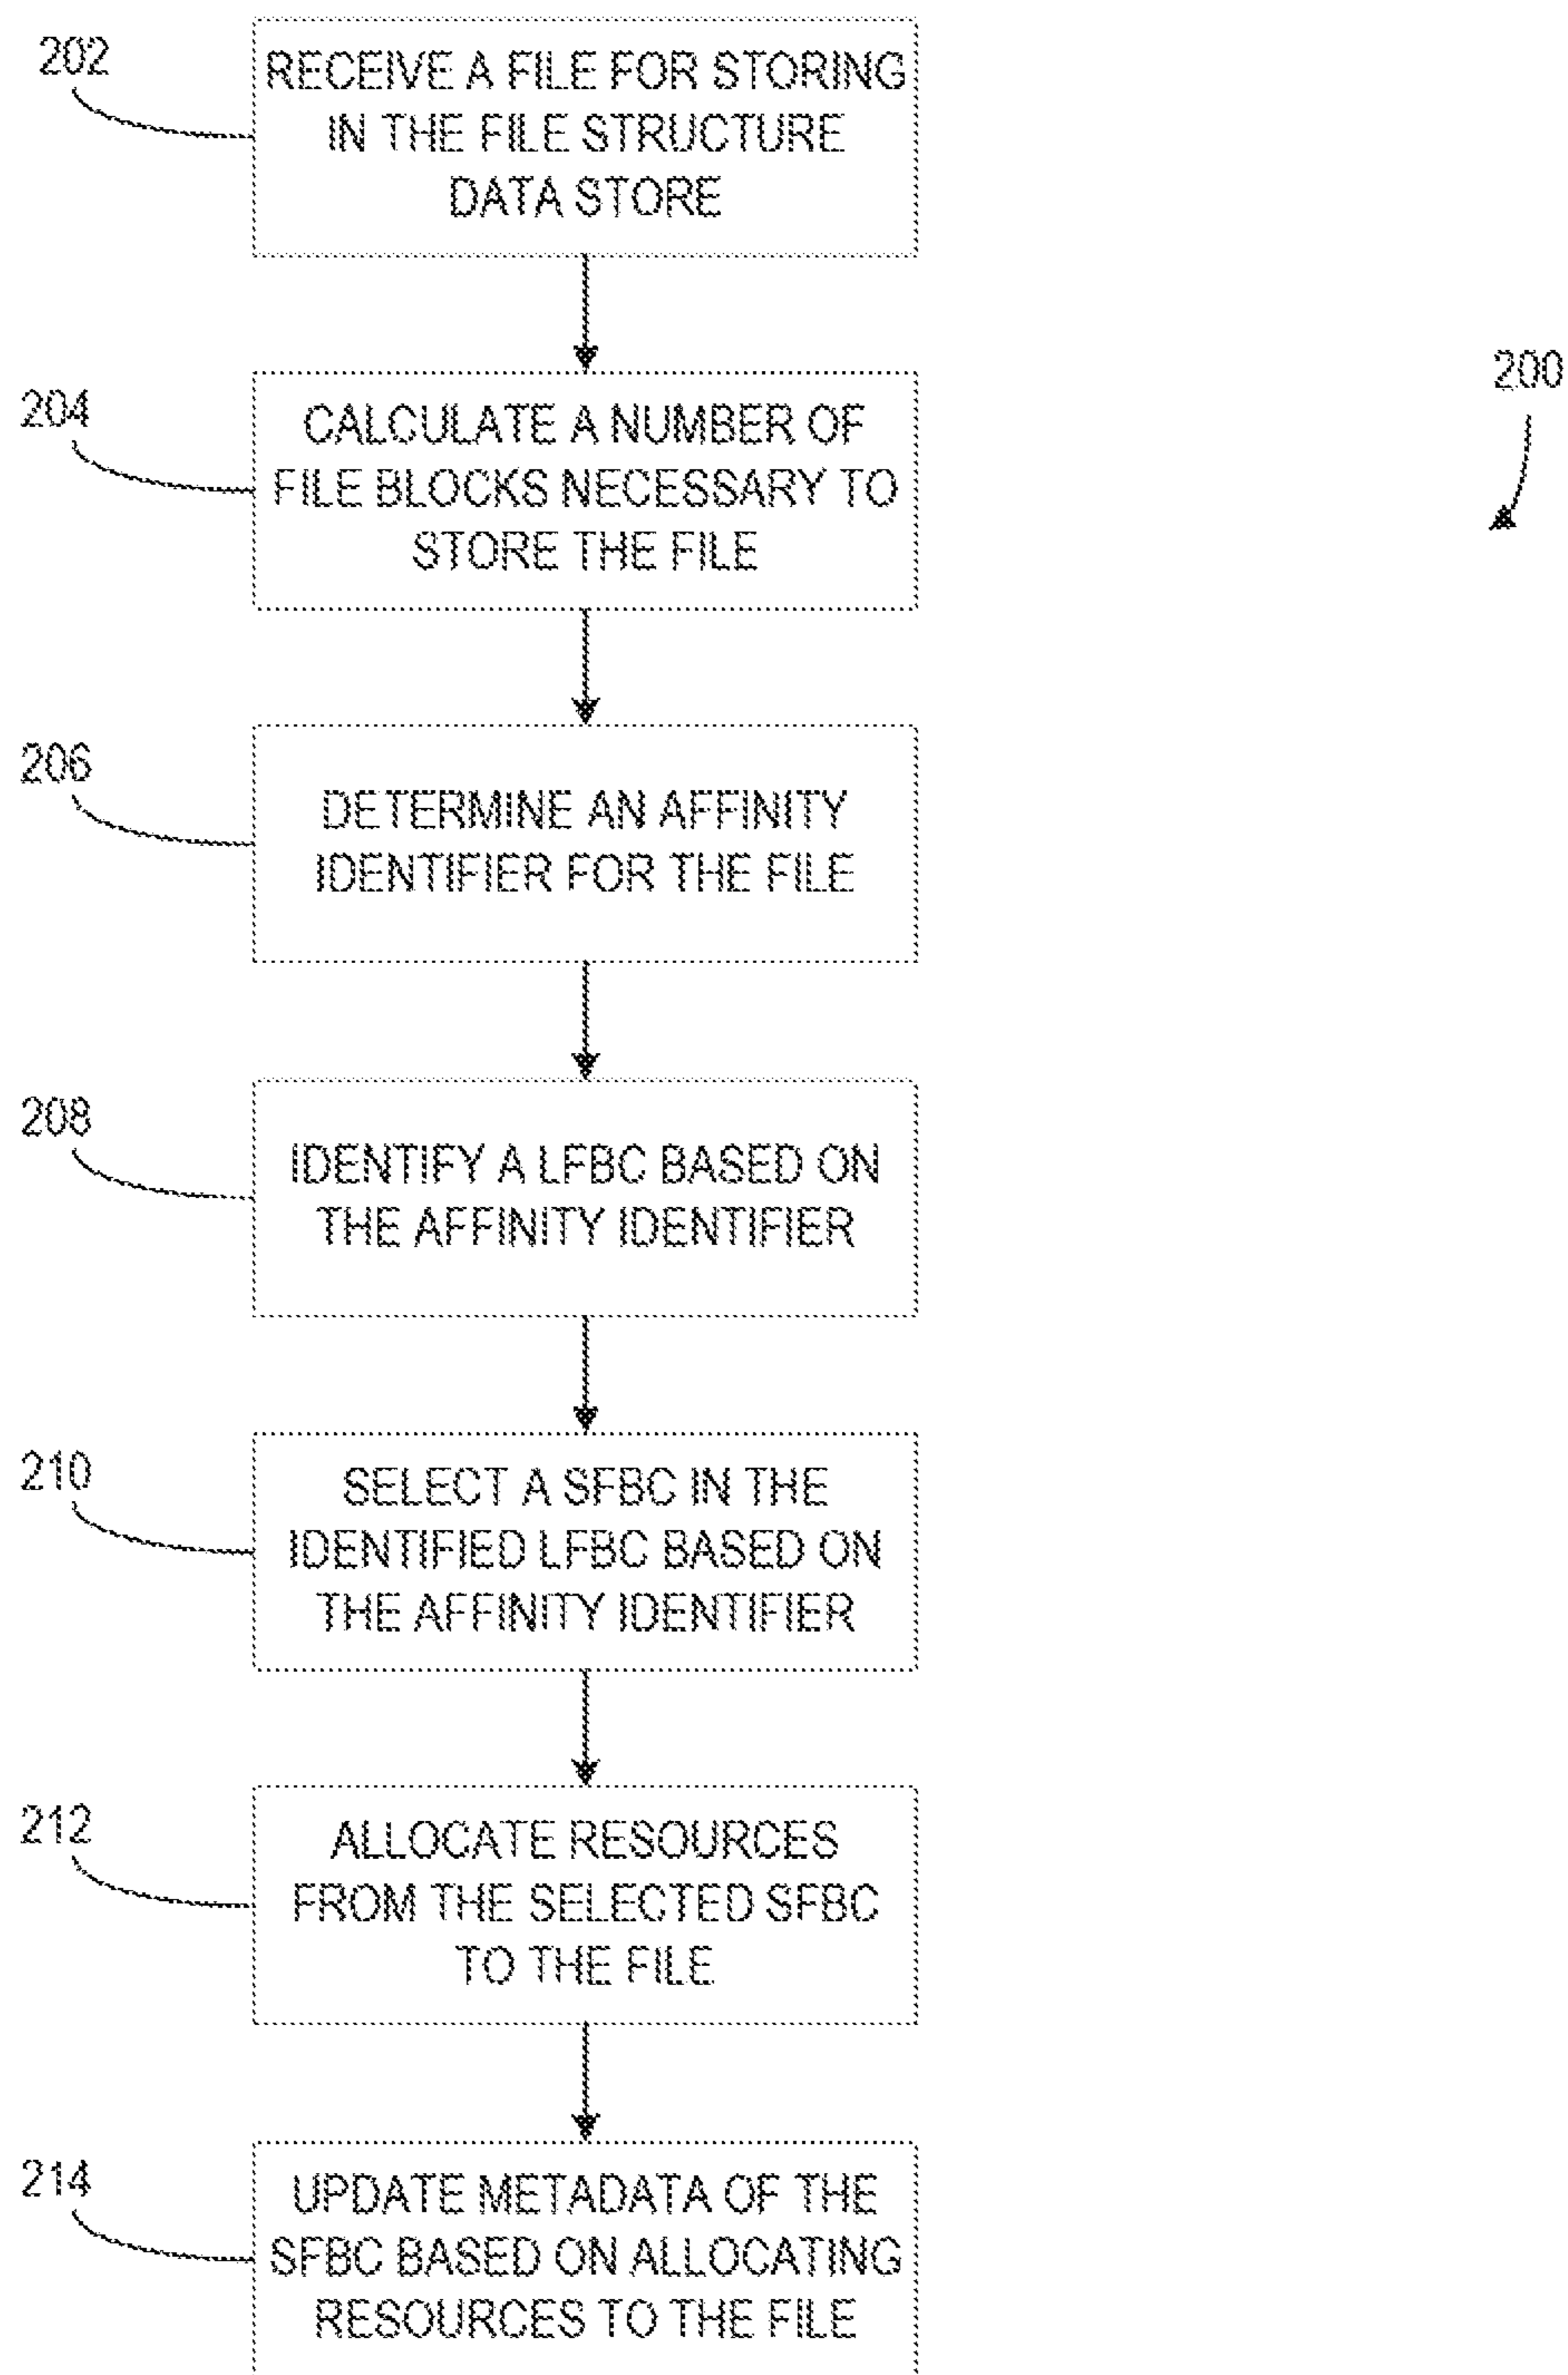 202
RECEIVE A FILE FOR STORING
IN THE FILE STRUCTURE
DATA STORE
204
CALCULATE A NUMBER OF
FILE BLOCKS NECESSARY TO
STORE THE FILE
200
206
DETERMINE AN AFFINITY
IDENTIFIER FOR THE FILE
208
IDENTIFY A LFBC BASED ON
THE AFFINITY IDENTIFIER
210
SELECT A SFBC IN THE
IDENTIFIED LFBC BASED ON
THE AFFINITY IDENTIFIER
212
ALLOCATE RESOURCES
FROM THE SELECTED SFBC
TO THE FILE
214
UPDATE METADATA OF THE
SFBC BASED ON ALLOCATING
RESOURCES TO THE FILE